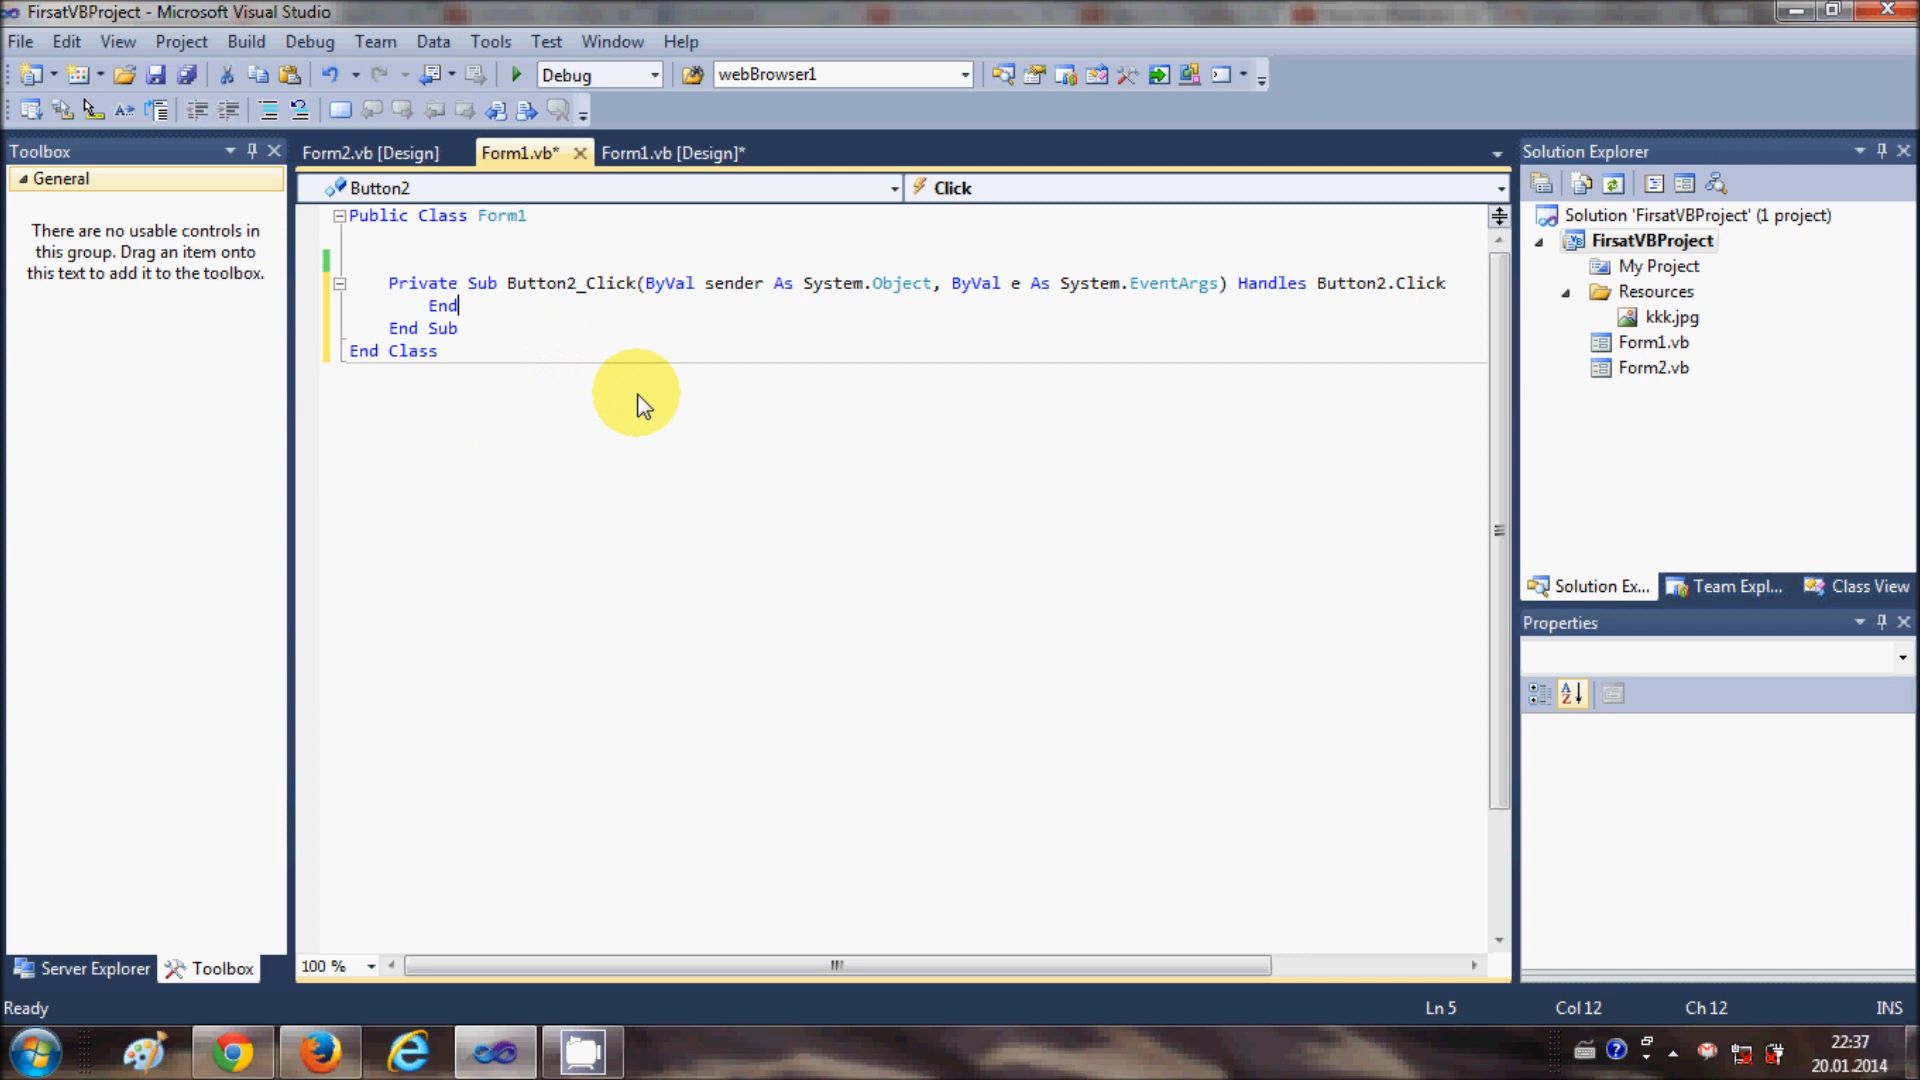 FirsatVBProject - Microsoft Visual Studio
File Edit View Project Build Debug Team Data Tools Test Window Help
Debug webBrowser1
Toolbox
General
There are no usable controls in
this group. Drag an item onto
this text to add it to the toolbox.
Server Explorer Toolbox
Form2.vb [Design] Form1.vb* Form1.vb [Design]*
Button2 Click
Public Class Form1
Private Sub Button2_Click(ByVal sender As System.Object, ByVal e As System.EventArgs) Handles Button2.Click
End
End Sub
End Class
100 %
Solution Explorer
Solution 'FirsatVBProject' (1 project)
FirsatVBProject
My Project
Resources
kkk.jpg
Form1.vb
Form2.vb
Solution Ex... Team Expl... Class View
Properties
Ready Ln 5 Col 12 Ch 12 INS
22:37
20.01.2014